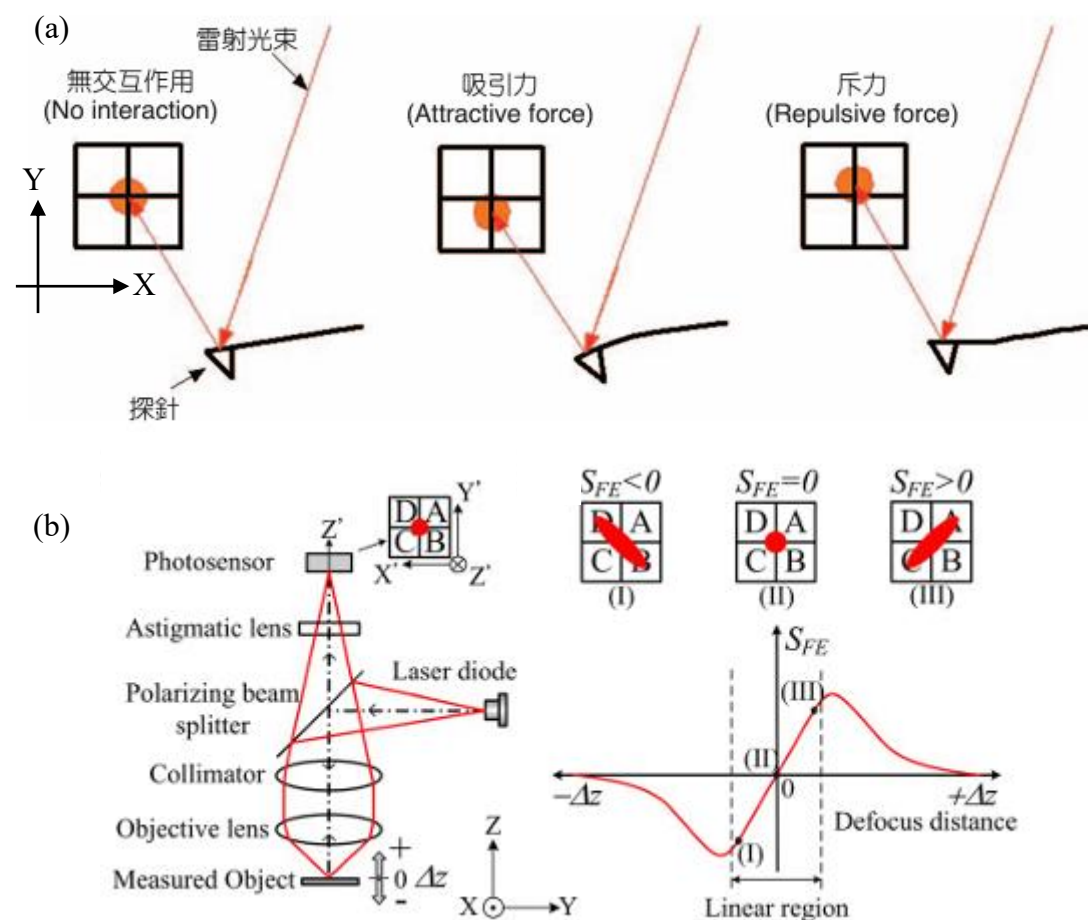 (a)
雷射光束
無交互作用
(No interaction)
吸引力
(Attractive force)
斥力
(Repulsive force)
Y
X
探針
(b)
Z'
Photosensor
D A
C B
Y'
X'
Z'
Astigmatic lens
Laser diode
Polarizing beam
splitter
Collimator
Objective lens
Measured Object
+
0 Δz
-
Z
X
Y
S_FE<0
D A
C B
(I)
S_FE=0
D A
C B
(II)
S_FE>0
D A
C B
(III)
S_FE
(III)
(II)
0
-Δz
+Δz
Defocus distance
(I)
Linear region